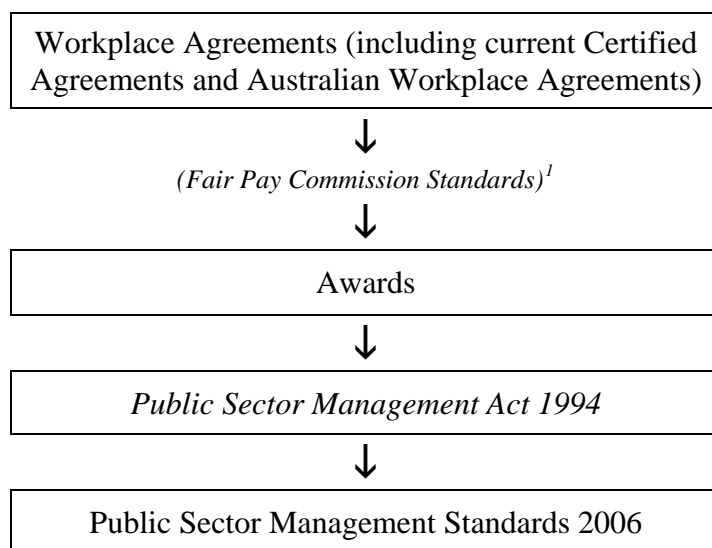 Workplace Agreements (including current Certified
Agreements and Australian Workplace Agreements)
(Fair Pay Commission Standards)1
Awards
Public Sector Management Act 1994
Public Sector Management Standards 2006